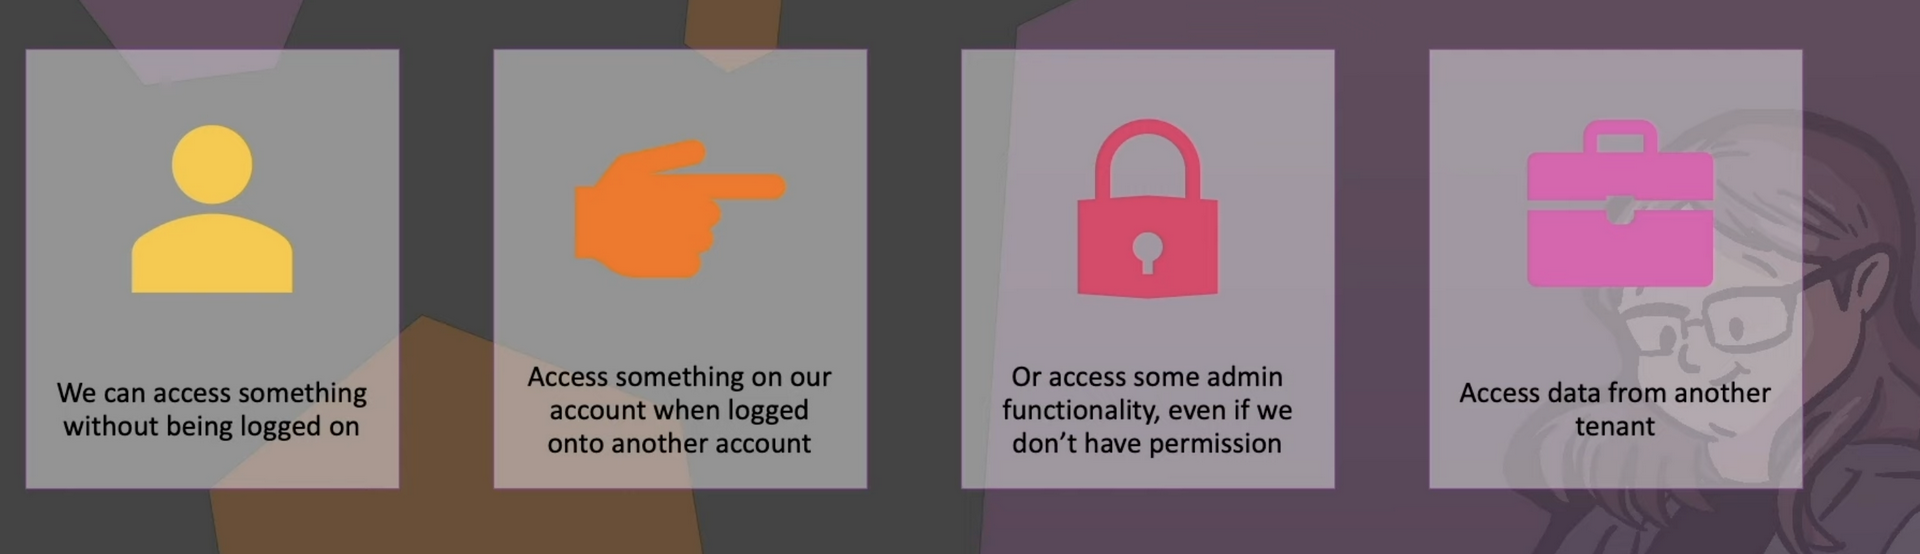 We can access something
without being logged on
Access something on our
account when logged
onto another account
Or access some admin
functionality, even if we
don’t have permission
Access data from another
tenant